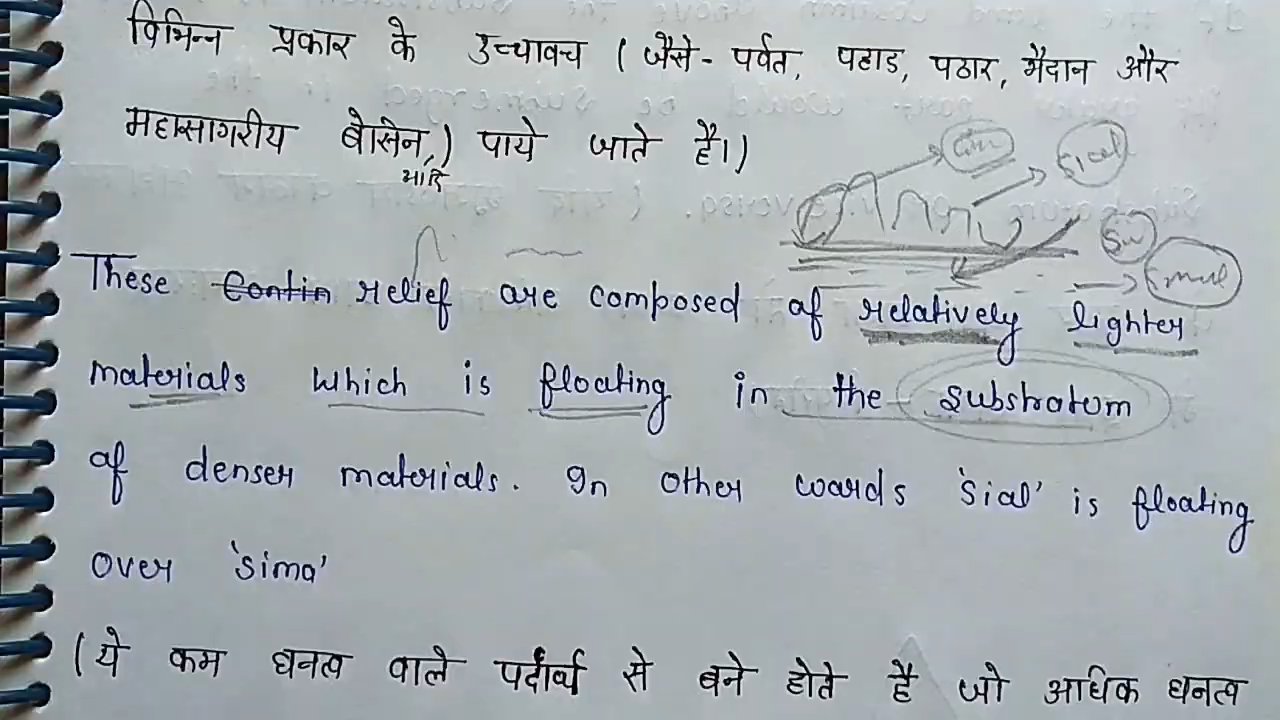 विभिन्न प्रकार के उच्चावच ( जैसे - पर्वत, पहाड, पठार, मैदान और
महासागरीय बेसिन,) पाये जाते है।)
आदि
Sial
These Contin relief are composed of relatively lighter
materials which is floating in the substratum
of denser materials. In other words 'Sial' is floating
over 'Sima'
(ये कम घनत्व वाले पर्दार्थ से बने होते है जो अधिक घनत्व